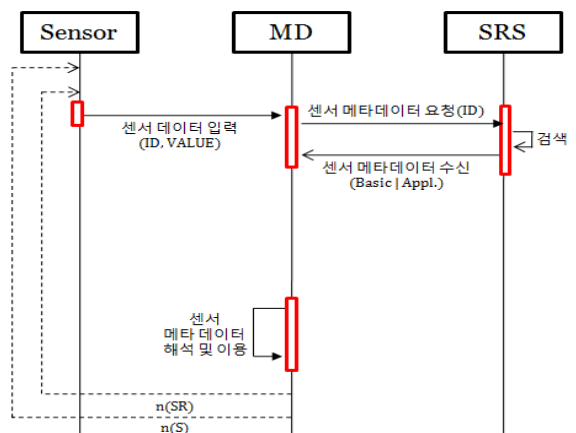 Sensor
MD
SRS
센서 메타데이터 요청(ID)
센서 데이터 입력
(ID, VALUE)
검색
센서 메타데이터 수신
(Basic|Appl.)
센서
메타 데이터
해석 및 이용
n(SR)
n(S)